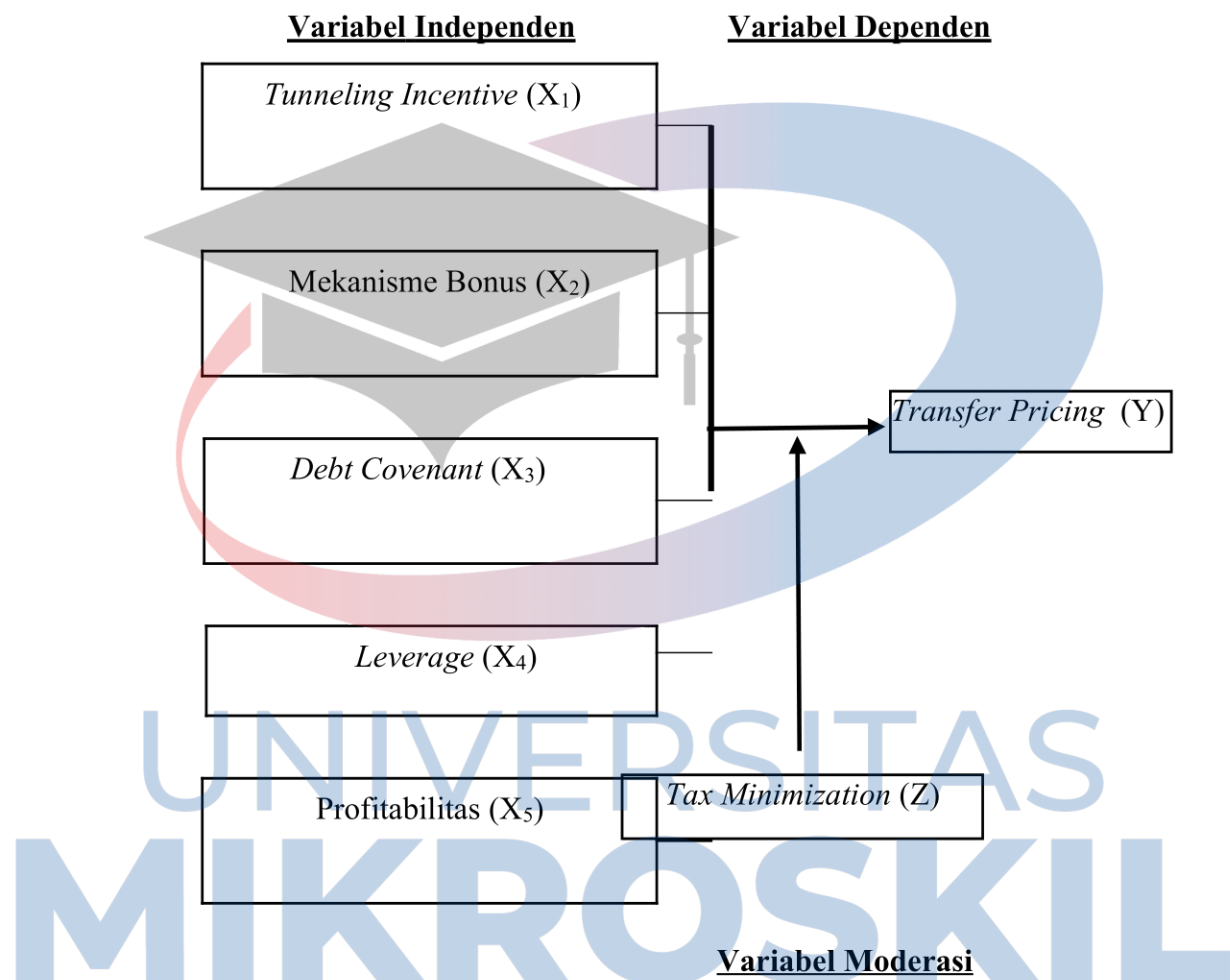 Variabel Independen
Variabel Dependen
Tunneling Incentive (X₁)
Mekanisme Bonus (X₂)
Transfer Pricing (Y)
Debt Covenant (X₃)
Leverage (X₄)
Profitabilitas (X₅)
Tax Minimization (Z)
Variabel Moderasi
UNIVERSITAS
MIKROSKIL